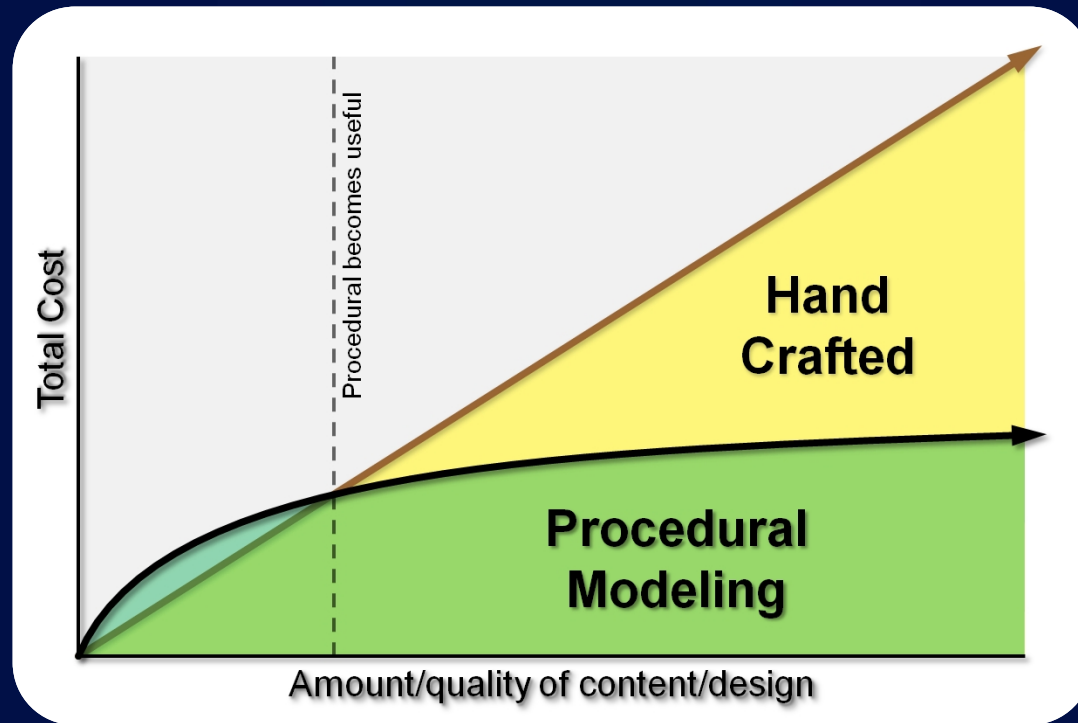 Procedural becomes useful
Total Cost
Hand
Crafted
Procedural
Modeling
Amount/quality of content/design